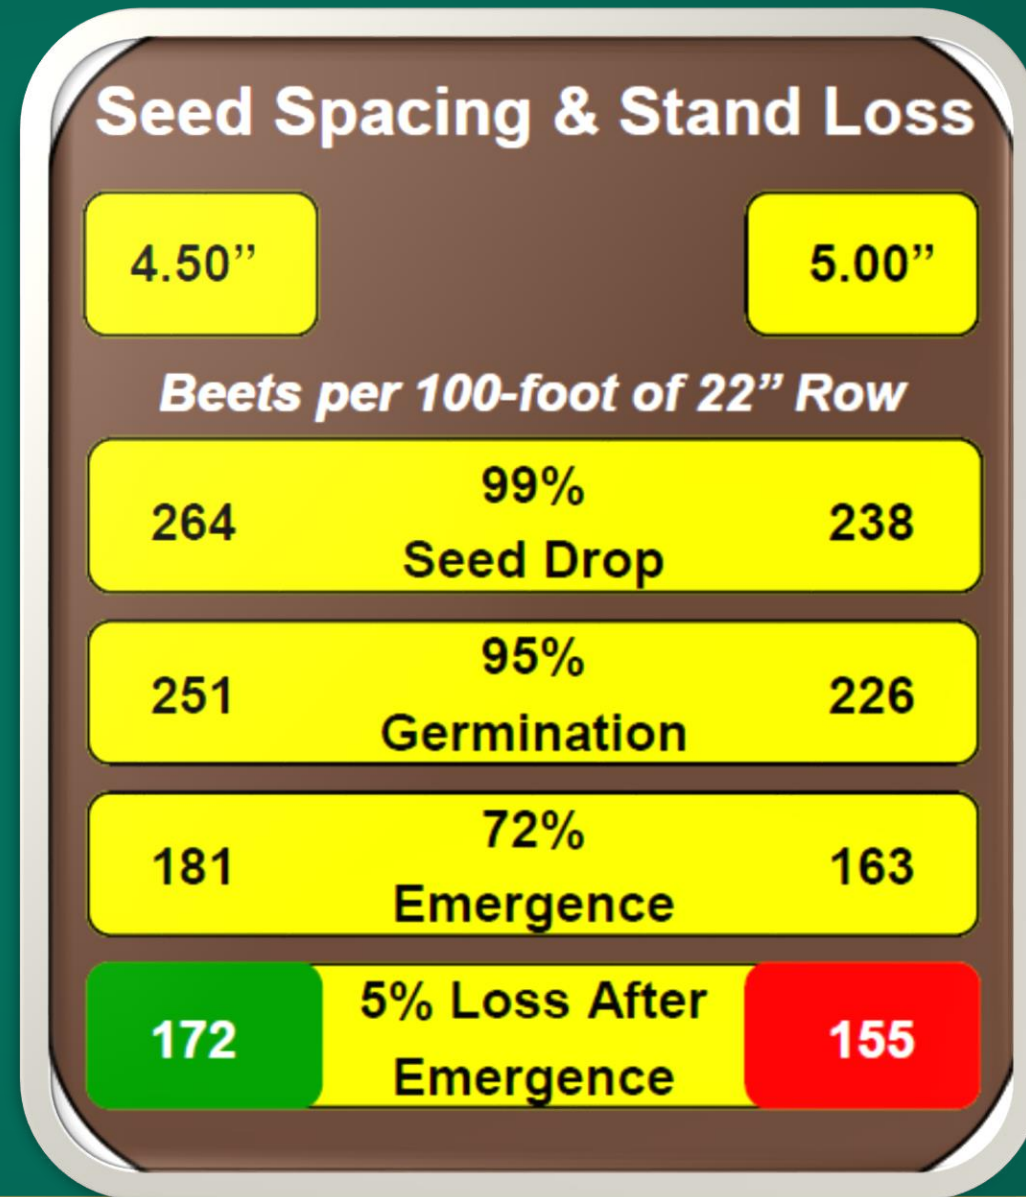 Seed Spacing & Stand Loss
4.50’’ 5.00’’
Beets per 100-foot of 22” Row
99%
264 238
Seed Drop
95%
251 226
Germination
72%
181 163
Emergence
5% Loss After
172 155
Emergence